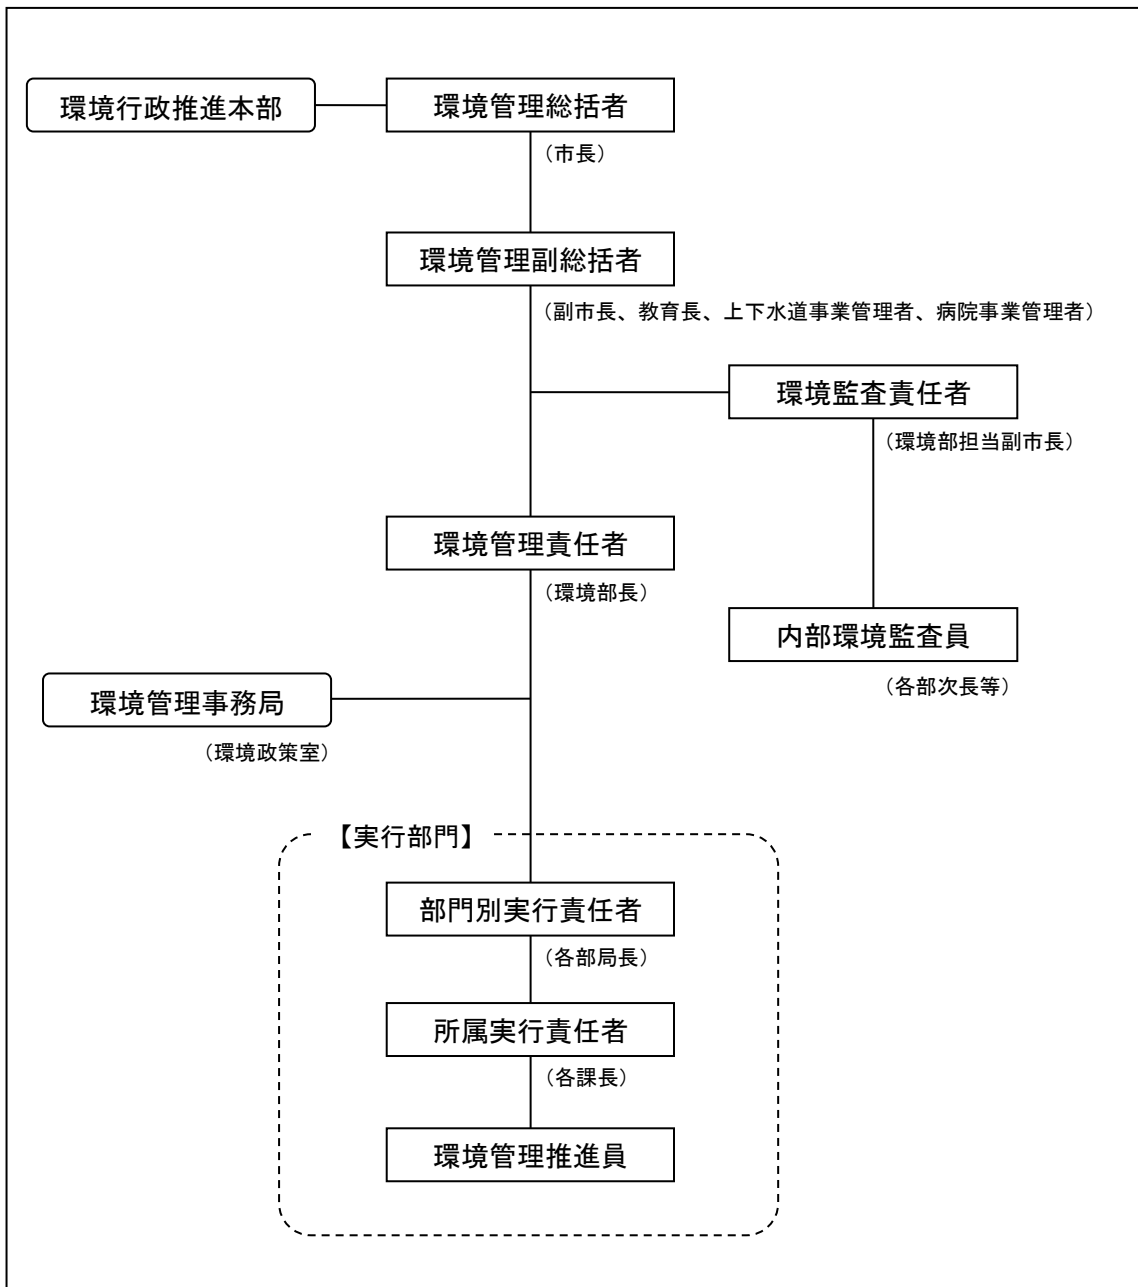 環境行政推進本部
環境管理総括者
（市長）
環境管理副総括者
（副市長、教育長、上下水道事業管理者、病院事業管理者）
環境監査責任者
（環境部担当副市長）
環境管理責任者
（環境部長）
内部環境監査員
（各部次長等）
環境管理事務局
（環境政策室）
【実行部門】
部門別実行責任者
（各部局長）
所属実行責任者
（各課長）
環境管理推進員